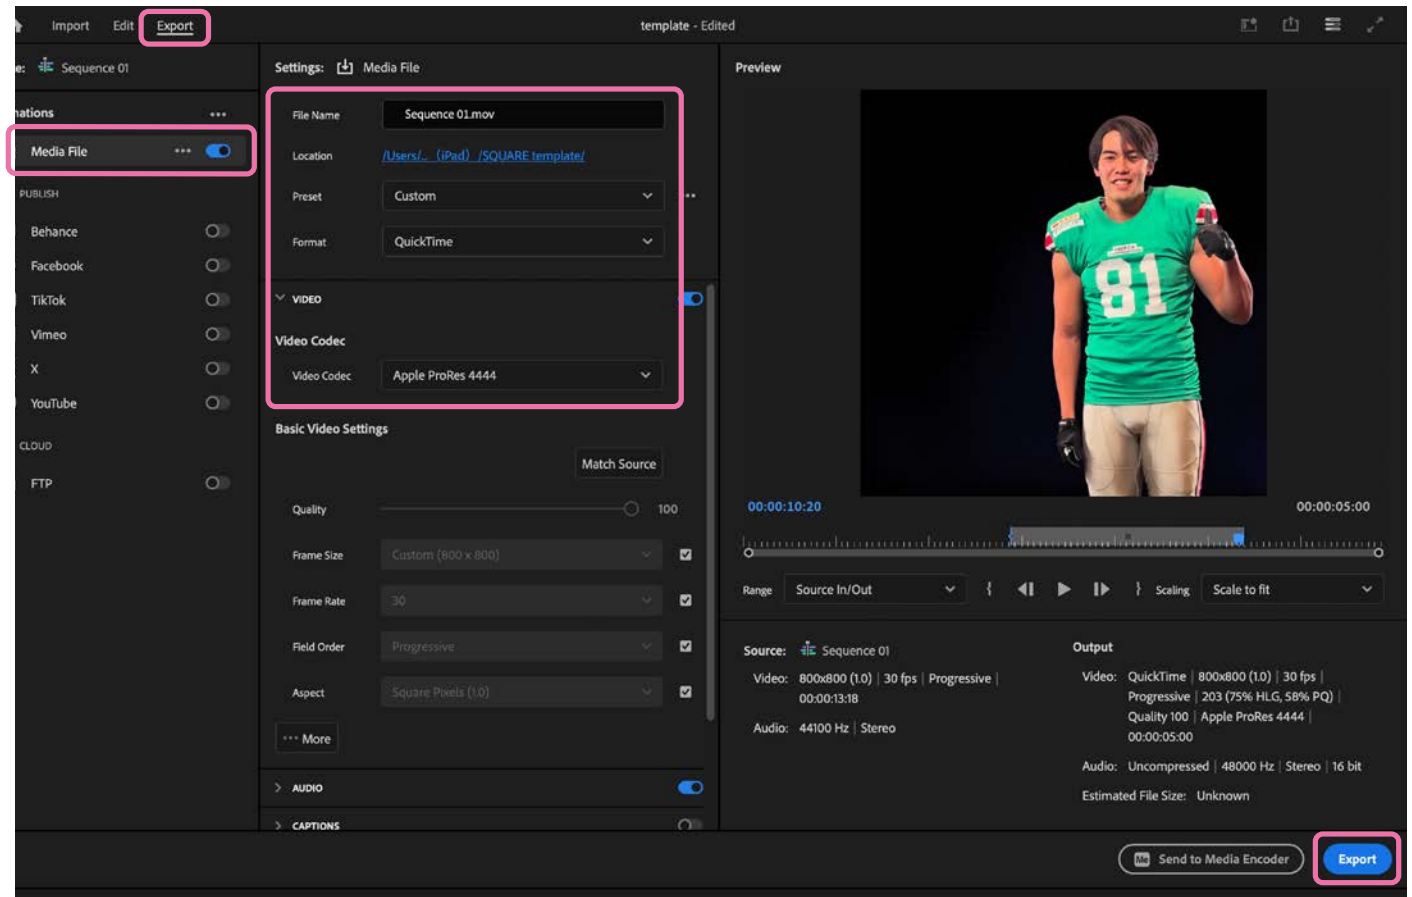 Import Edit Export
template - Edited
e: Sequence 01
Settings: Media File
Preview
nations
Media File
PUBLISH
Behance
Facebook
TikTok
Vimeo
X
YouTube
CLOUD
FTP
File Name Sequence 01.mov
Location /Users/... (iPad) /SQUARE template/
Preset Custom
Format QuickTime
VIDEO
Video Codec
Video Codec Apple ProRes 4444
Basic Video Settings
Match Source
Quality 100
Frame Size Custom (800 x 800)
Frame Rate 30
Field Order Progressive
Aspect Square Pixels (1.0)
... More
AUDIO
CAPTIONS
81
00:00:10:20 00:00:05:00
Range Source In/Out { } Scaling Scale to fit
Source: Sequence 01
Video: 800x800 (1.0) | 30 fps | Progressive |
00:00:13:18
Audio: 44100 Hz | Stereo
Output
Video: QuickTime | 800x800 (1.0) | 30 fps |
Progressive | 203 (75% HLG, 58% PQ) |
Quality 100 | Apple ProRes 4444 |
00:00:05:00
Audio: Uncompressed | 48000 Hz | Stereo | 16 bit
Estimated File Size: Unknown
Me Send to Media Encoder
Export